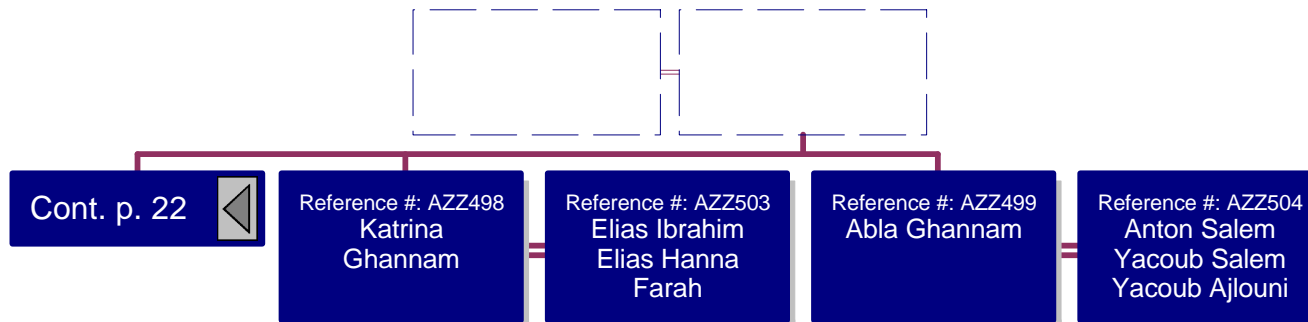 Cont. p. 22
Reference #: AZZ498
Katrina
Ghannam
Reference #: AZZ503
Elias Ibrahim
Elias Hanna
Farah
Reference #: AZZ499
Abla Ghannam
Reference #: AZZ504
Anton Salem
Yacoub Salem
Yacoub Ajlouni